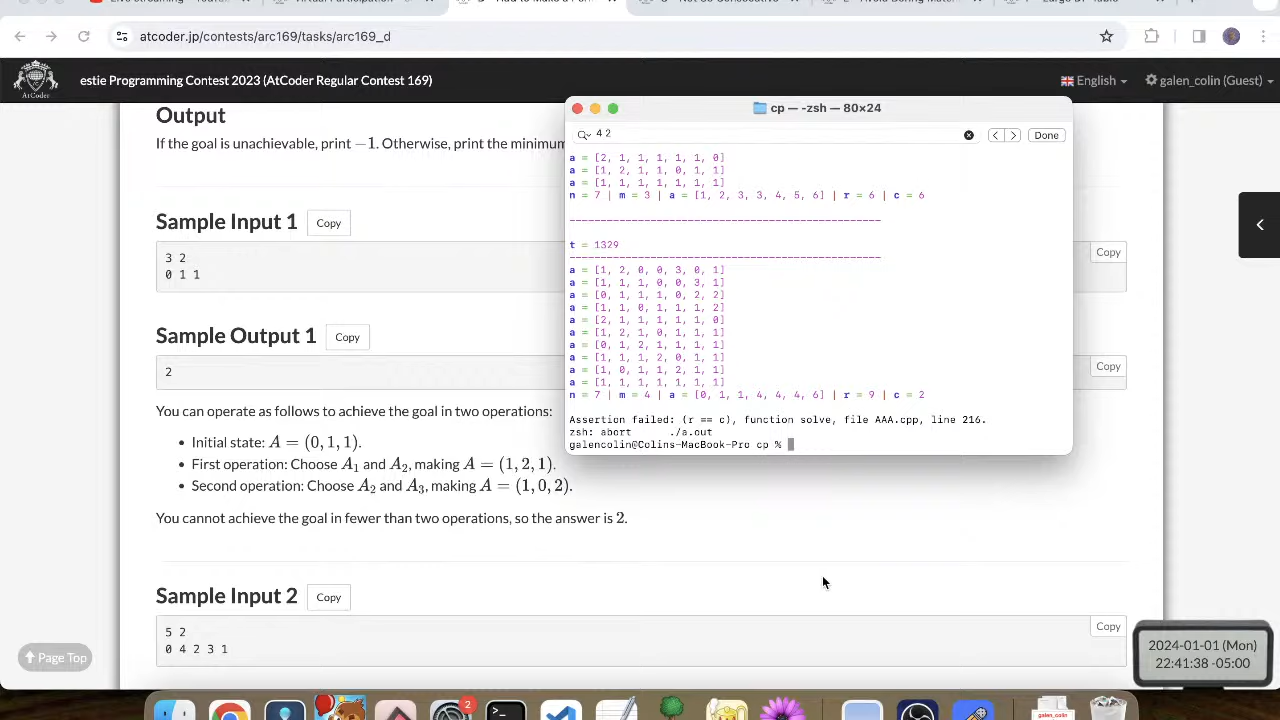 atcoder.jp/contests/arc169/tasks/arc169_d
estie Programming Contest 2023 (AtCoder Regular Contest 169)
English
galen_colin (Guest)
Output
If the goal is unachievable, print −1. Otherwise, print the minimum
Sample Input 1
Copy
3 2
0 1 1
Copy
Sample Output 1
Copy
2
Copy
You can operate as follows to achieve the goal in two operations:
• Initial state: A = (0, 1, 1).
• First operation: Choose A1 and A2, making A = (1, 2, 1).
• Second operation: Choose A2 and A3, making A = (1, 0, 2).
You cannot achieve the goal in fewer than two operations, so the answer is 2.
Sample Input 2
Copy
5 2
0 4 2 3 1
Copy
Page Top
cp — -zsh — 80×24
4 2
Done
a = [2, 1, 1, 1, 1, 1, 0]
a = [1, 2, 1, 1, 0, 1, 1]
a = [1, 1, 1, 1, 1, 1, 1]
n = 7 | m = 3 | a = [1, 2, 3, 3, 4, 5, 6] | r = 6 | c = 6
--------------------------------------------------
t = 1329
--------------------------------------------------
a = [1, 2, 0, 0, 3, 0, 1]
a = [1, 1, 1, 0, 0, 3, 1]
a = [0, 1, 1, 1, 0, 2, 2]
a = [1, 1, 0, 1, 1, 1, 2]
a = [2, 1, 1, 1, 1, 1, 0]
a = [1, 2, 1, 0, 1, 1, 1]
a = [0, 1, 2, 1, 1, 1, 1]
a = [1, 1, 1, 2, 0, 1, 1]
a = [1, 0, 1, 1, 2, 1, 1]
a = [1, 1, 1, 1, 1, 1, 1]
n = 7 | m = 4 | a = [0, 1, 1, 4, 4, 4, 6] | r = 9 | c = 2
Assertion failed: (r == c), function solve, file AAA.cpp, line 216.
zsh: abort      ./a.out
galencolin@Colins-MacBook-Pro cp %
2024-01-01 (Mon)
22:41:38 -05:00
2
galen_colin